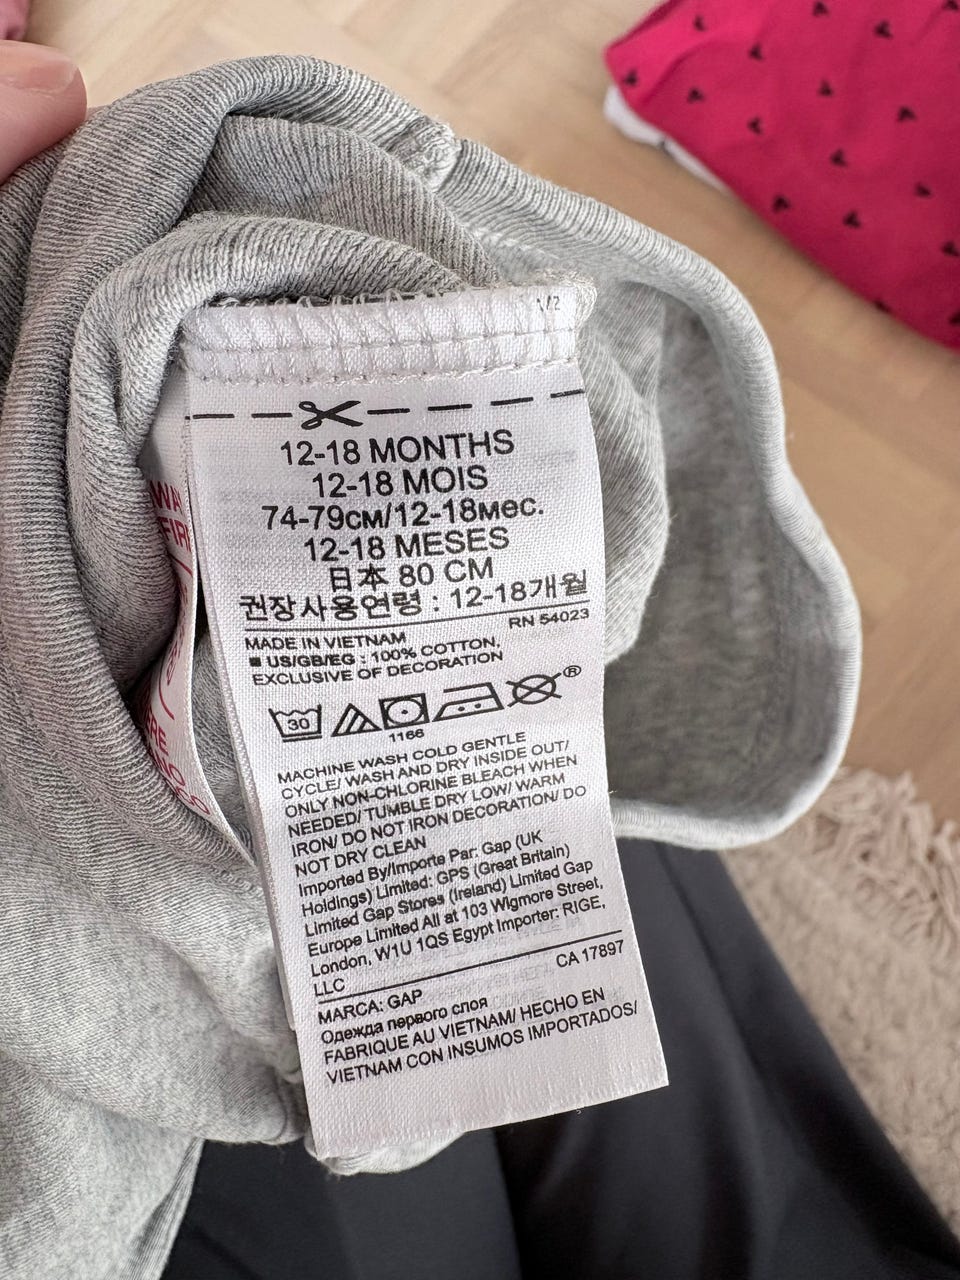 1/2
12-18 MONTHS
12-18 MOIS
74-79см/12-18мес.
12-18 MESES
日本 80 CM
권장사용연령 : 12-18개월
RN 54023
MADE IN VIETNAM
■ US/GB/EG : 100% COTTON,
EXCLUSIVE OF DECORATION
30
1166
®
MACHINE WASH COLD GENTLE
CYCLE/ WASH AND DRY INSIDE OUT/
ONLY NON-CHLORINE BLEACH WHEN
NEEDED/ TUMBLE DRY LOW/ WARM
IRON/ DO NOT IRON DECORATION/ DO
NOT DRY CLEAN
Imported By/Importe Par: Gap (UK
Holdings) Limited: GPS (Great Britain)
Limited Gap Stores (Ireland) Limited Gap
Europe Limited All at 103 Wigmore Street,
London, W1U 1QS Egypt Importer: RIGE,
LLC
CA 17897
MARCA: GAP
Одежда первого слоя
FABRIQUE AU VIETNAM/ HECHO EN
VIETNAM CON INSUMOS IMPORTADOS/